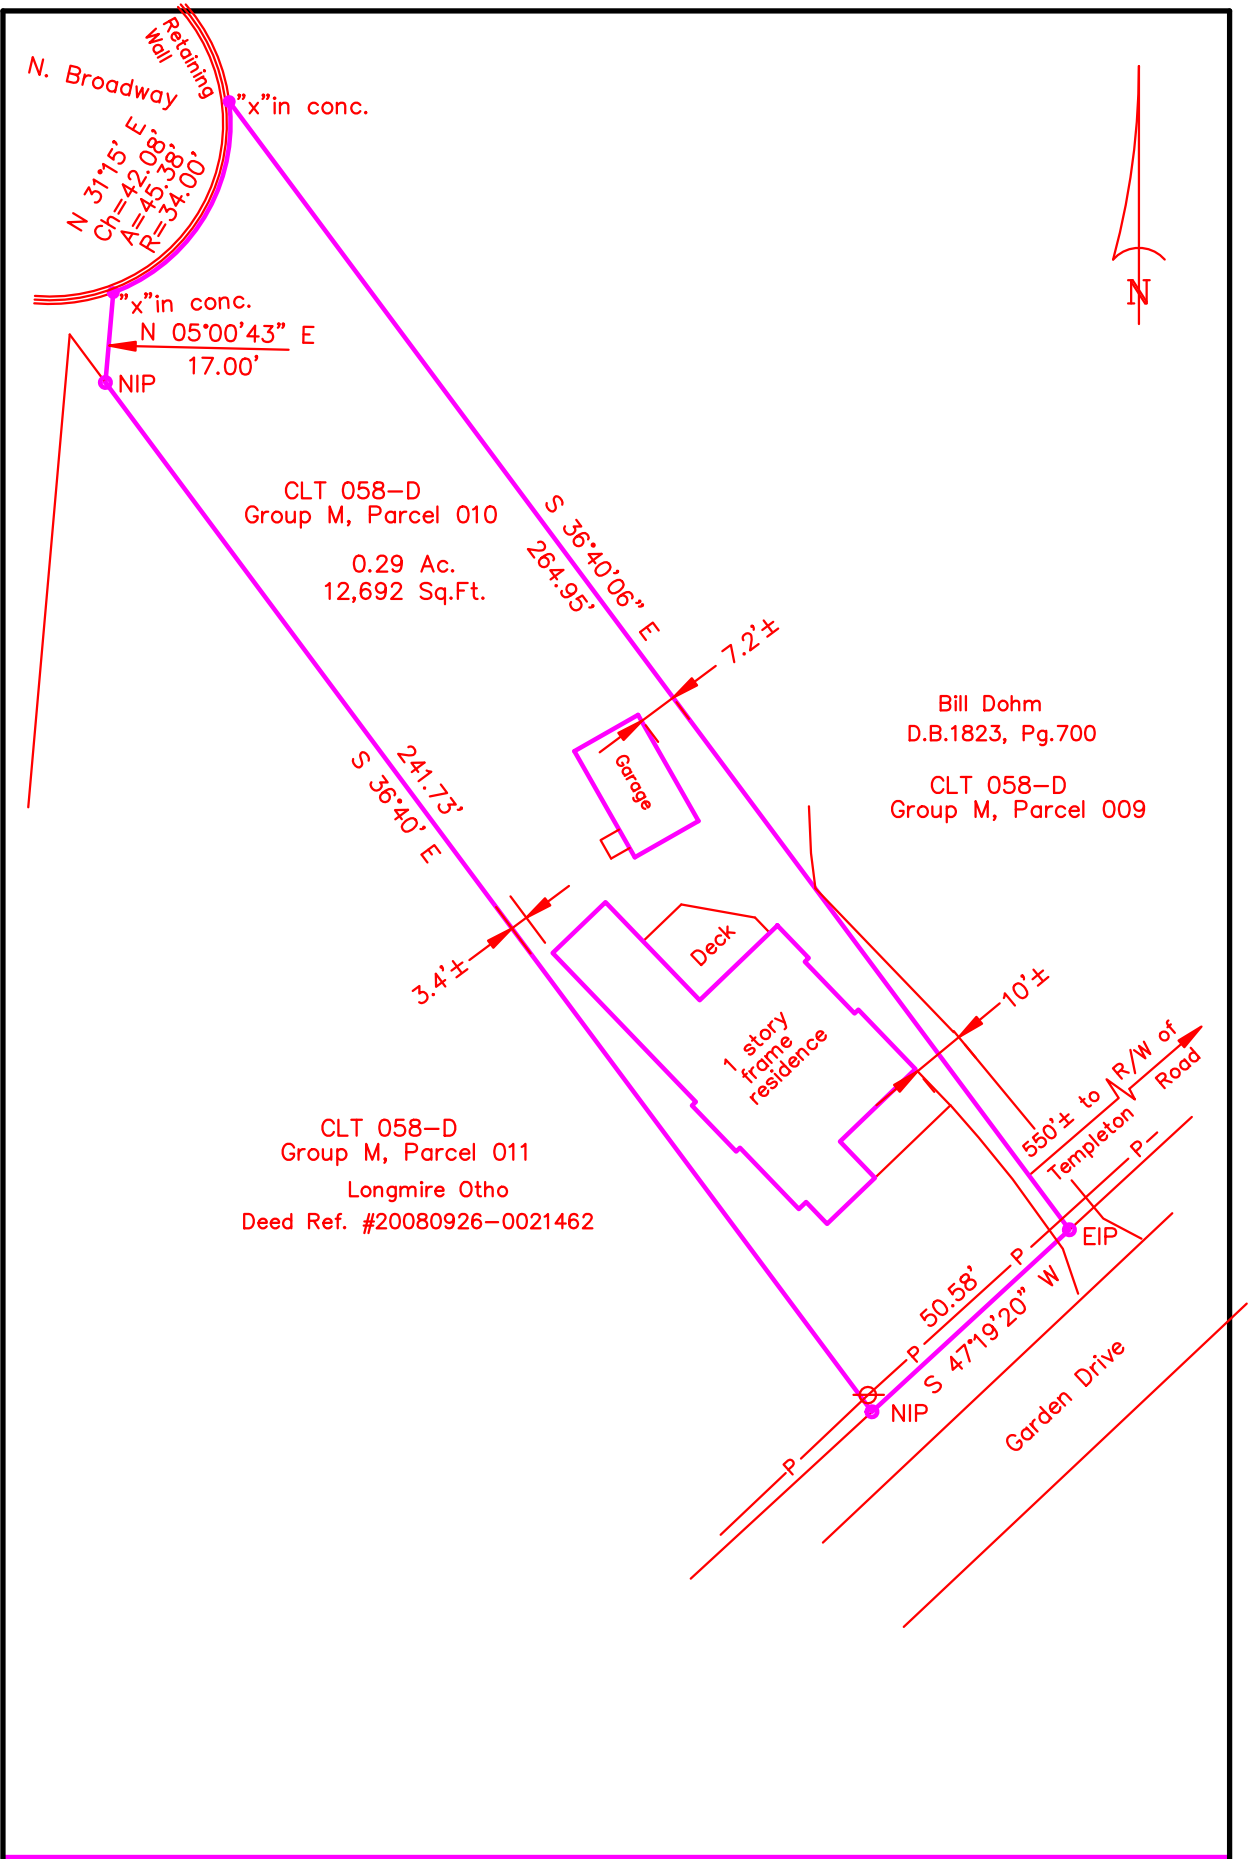 Retaining
Wall
N. Broadway
"x"in conc.
N 31°15' E
Ch=42.08'
A=45.38'
R=34.00'
"x"in conc.
N 05°00'43" E
17.00'
NIP
N
CLT 058-D
Group M, Parcel 010
0.29 Ac.
12,692 Sq.Ft.
S 36°40'06" E
264.95'
7.2'±
Bill Dohm
D.B.1823, Pg.700
CLT 058-D
Group M, Parcel 009
241.73'
S 36°40' E
Garage
3.4'±
Deck
10'±
1 story
frame
residence
550'± to R/W of
Templeton Road
CLT 058-D
Group M, Parcel 011
Longmire Otho
Deed Ref. #20080926-0021462
P
EIP
P
50.58'
S 47°19'20" W
P
NIP
Garden Drive
P